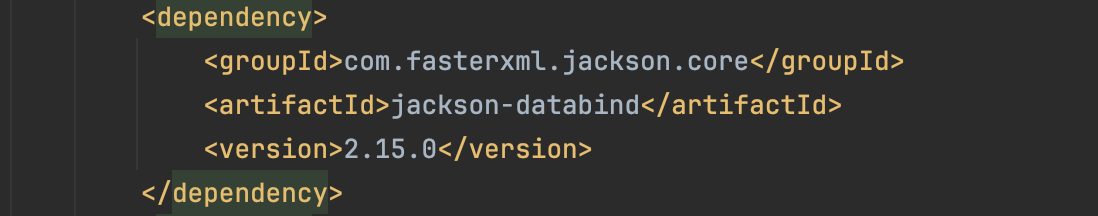 <dependency>
<groupId>com.fasterxml.jackson.core</groupId>
<artifactId>jackson-databind</artifactId>
<version>2.15.0</version>
</dependency>